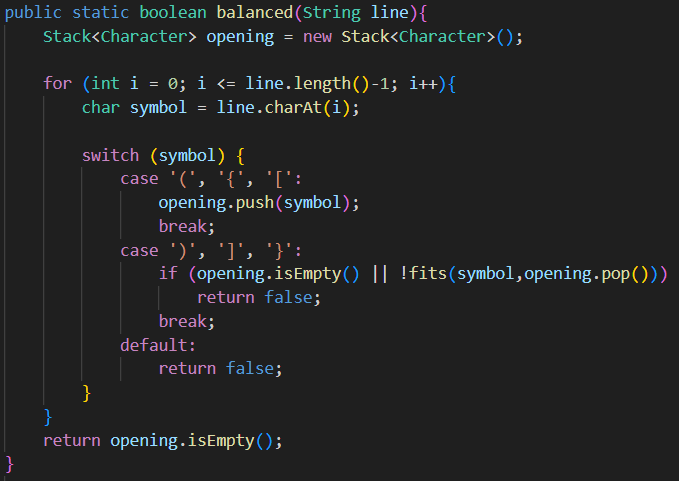 public static boolean balanced(String line){
    Stack<Character> opening = new Stack<Character>();

    for (int i = 0; i <= line.length()-1; i++){
        char symbol = line.charAt(i);

        switch (symbol) {
            case '(', '{', '[':
                opening.push(symbol);
                break;
            case ')', ']', '}':
                if (opening.isEmpty() || !fits(symbol,opening.pop()))
                    return false;
                break;
            default:
                return false;
        }
    }
    return opening.isEmpty();
}